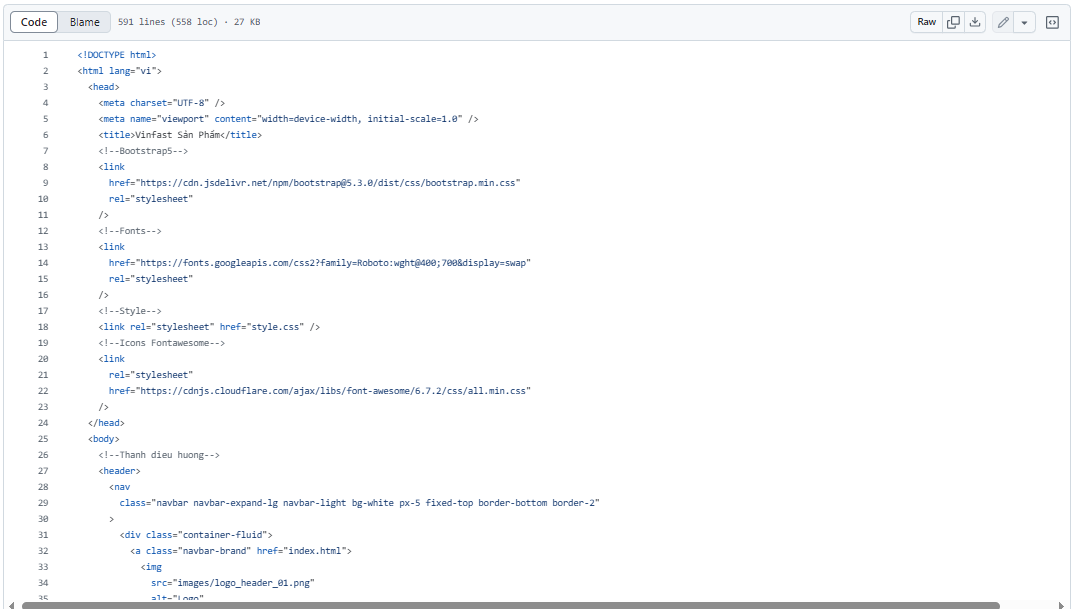 Code Blame 591 lines (558 loc) · 27 KB Raw
1 <!DOCTYPE html>
2 <html lang="vi">
3 <head>
4 <meta charset="UTF-8" />
5 <meta name="viewport" content="width=device-width, initial-scale=1.0" />
6 <title>Vinfast Sản Phẩm</title>
7 <!--Bootstrap5-->
8 <link
9 href="https://cdn.jsdelivr.net/npm/bootstrap@5.3.0/dist/css/bootstrap.min.css"
10 rel="stylesheet"
11 />
12 <!--Fonts-->
13 <link
14 href="https://fonts.googleapis.com/css2?family=Roboto:wght@400;700&display=swap"
15 rel="stylesheet"
16 />
17 <!--Style-->
18 <link rel="stylesheet" href="style.css" />
19 <!--Icons Fontawesome-->
20 <link
21 rel="stylesheet"
22 href="https://cdnjs.cloudflare.com/ajax/libs/font-awesome/6.7.2/css/all.min.css"
23 />
24 </head>
25 <body>
26 <!--Thanh dieu huong-->
27 <header>
28 <nav
29 class="navbar navbar-expand-lg navbar-light bg-white px-5 fixed-top border-bottom border-2"
30 >
31 <div class="container-fluid">
32 <a class="navbar-brand" href="index.html">
33 <img
34 src="images/logo_header_01.png"
35 alt="Logo"